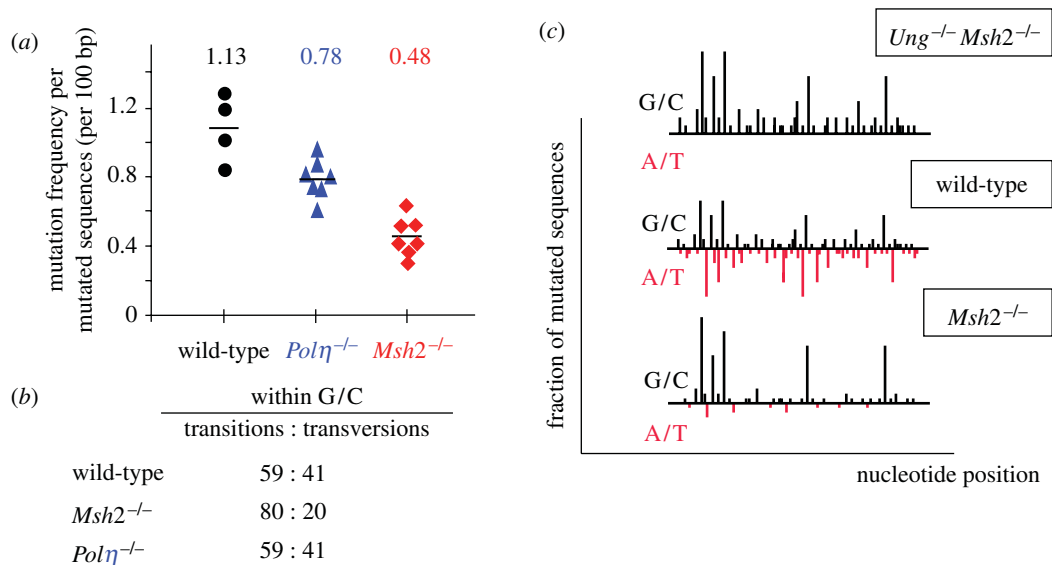 (a)
mutation frequency per
mutated sequences (per 100 bp)
1.13 0.78 0.48
1.2
0.8
0.4
0
wild-type Polη–/– Msh2–/–
(b)
within G/C
transitions : transversions
wild-type 59 : 41
Msh2–/– 80 : 20
Polη–/– 59 : 41
(c)
fraction of mutated sequences
Ung–/– Msh2–/–
G/C
A/T
wild-type
G/C
A/T
Msh2–/–
G/C
A/T
nucleotide position